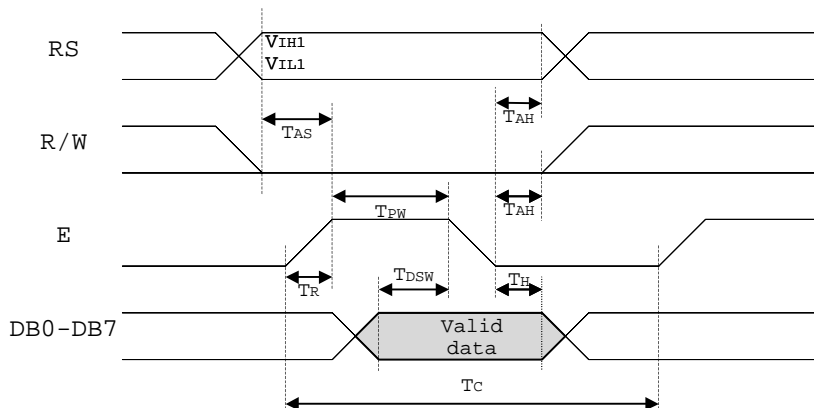 RS
VIH1
VIL1
TAS
TAH
R/W
TPW
TAH
E
TR
TDSW
TH
DB0-DB7
Valid
data
TC